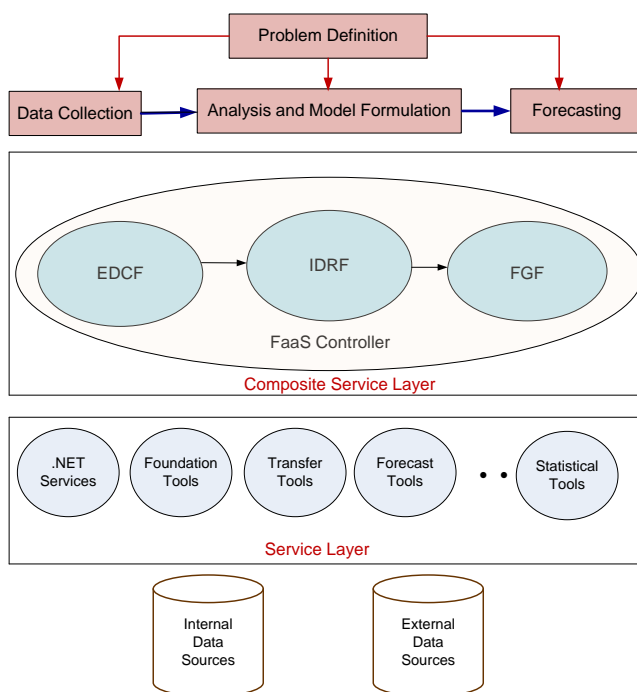 Problem Definition
Data Collection
Analysis and Model Formulation
Forecasting
EDCF
IDRF
FGF
FaaS Controller
Composite Service Layer
.NET
Services
Foundation
Tools
Transfer
Tools
Forecast
Tools
Statistical
Tools
Service Layer
Internal
Data
Sources
External
Data
Sources